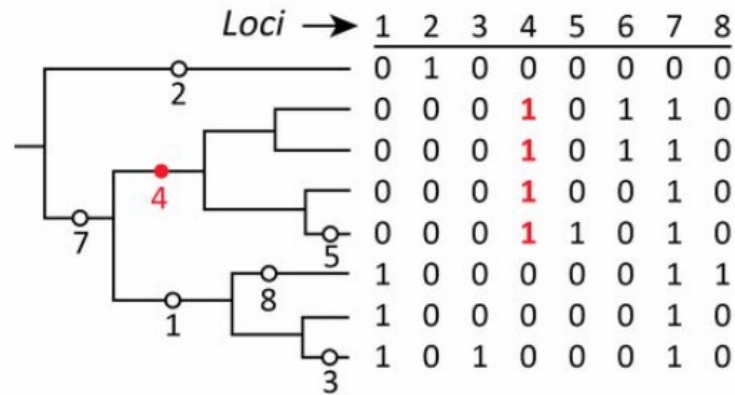 Loci → 1 2 3 4 5 6 7 8
0 1 0 0 0 0 0 0
2
0 0 0 1 0 1 1 0
0 0 0 1 0 1 1 0
4
0 0 0 1 0 0 1 0
7
0 0 0 1 1 0 1 0
5
1 0 0 0 0 0 1 1
8
1 0 0 0 0 0 1 0
1
1 0 1 0 0 0 1 0
3